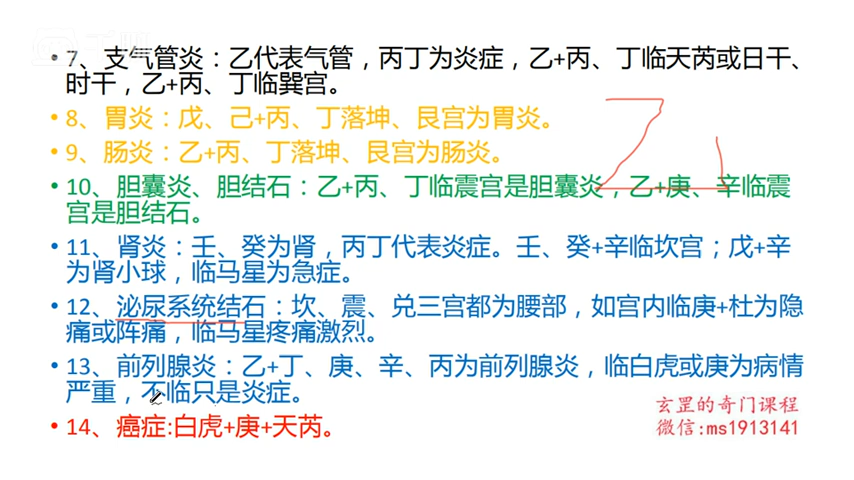 • 7、支气管炎：乙代表气管，丙丁为炎症，乙+丙、丁临天芮或日干、
时干，乙+丙、丁临巽宫。
• 8、胃炎：戊、己+丙、丁落坤、艮宫为胃炎。
• 9、肠炎：乙+丙、丁落坤、艮宫为肠炎。
• 10、胆囊炎、胆结石：乙+丙、丁临震宫是胆囊炎，乙+庚、辛临震
宫是胆结石。
• 11、肾炎：壬、癸为肾，丙丁代表炎症。壬、癸+辛临坎宫；戊+辛
为肾小球，临马星为急症。
• 12、泌尿系统结石：坎、震、兑三宫都为腰部，如宫内临庚+杜为隐
痛或阵痛，临马星疼痛激烈。
• 13、前列腺炎：乙+丁、庚、辛、丙为前列腺炎，临白虎或庚为病情
严重，不临只是炎症。
• 14、癌症:白虎+庚+天芮。
玄罡的奇门课程
微信:ms1913141